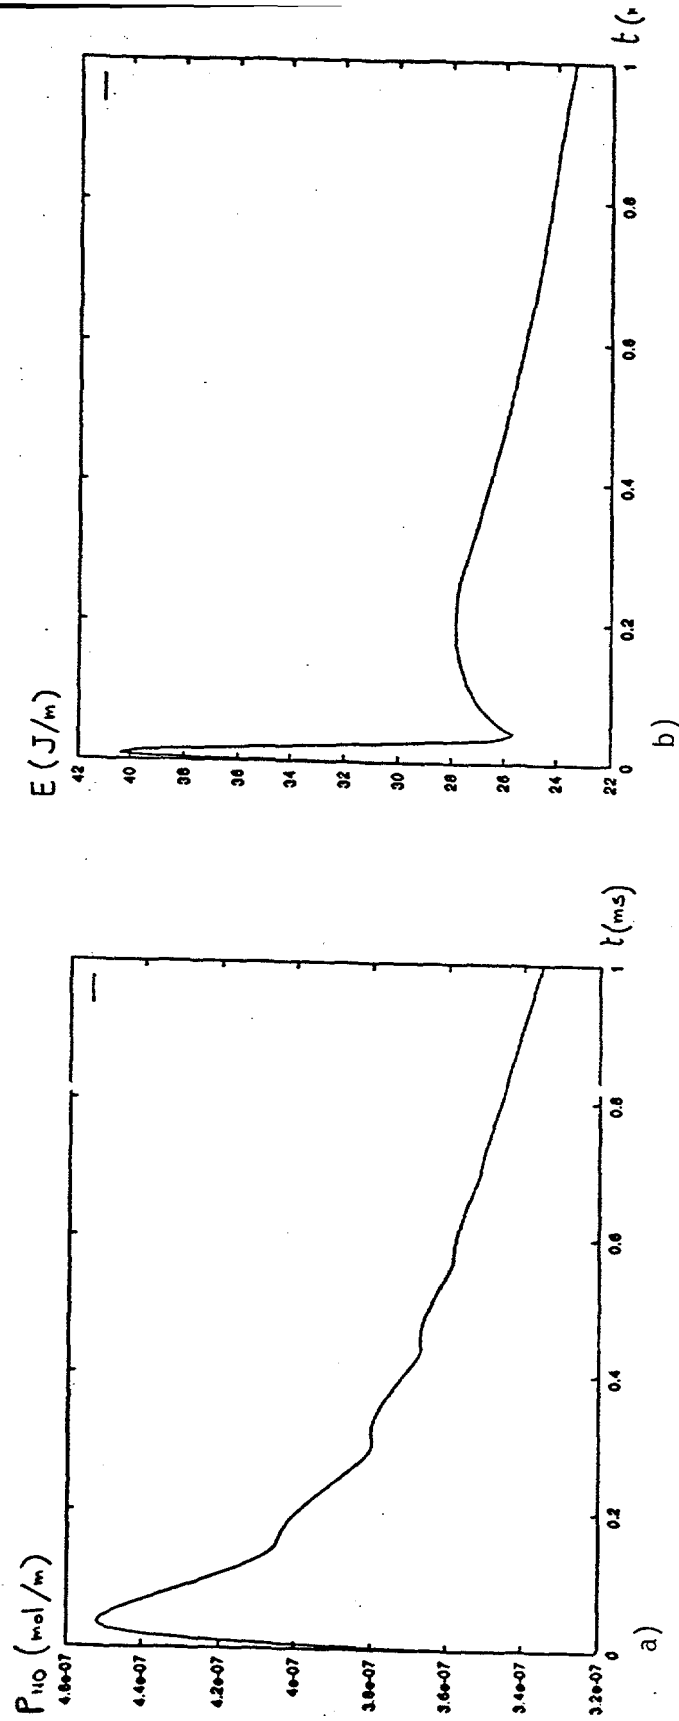 P110 (mol/m)
4.6e-07
4.4e-07
4.2e-07
4e-07
3.8e-07
3.6e-07
3.4e-07
3.2e-07
0 0.2 0.4 0.6 0.8 1
t(ms)
a)
E (J/m)
42
40
38
36
34
32
30
28
26
24
22
0 0.2 0.4 0.6 0.8 1
t (
b)